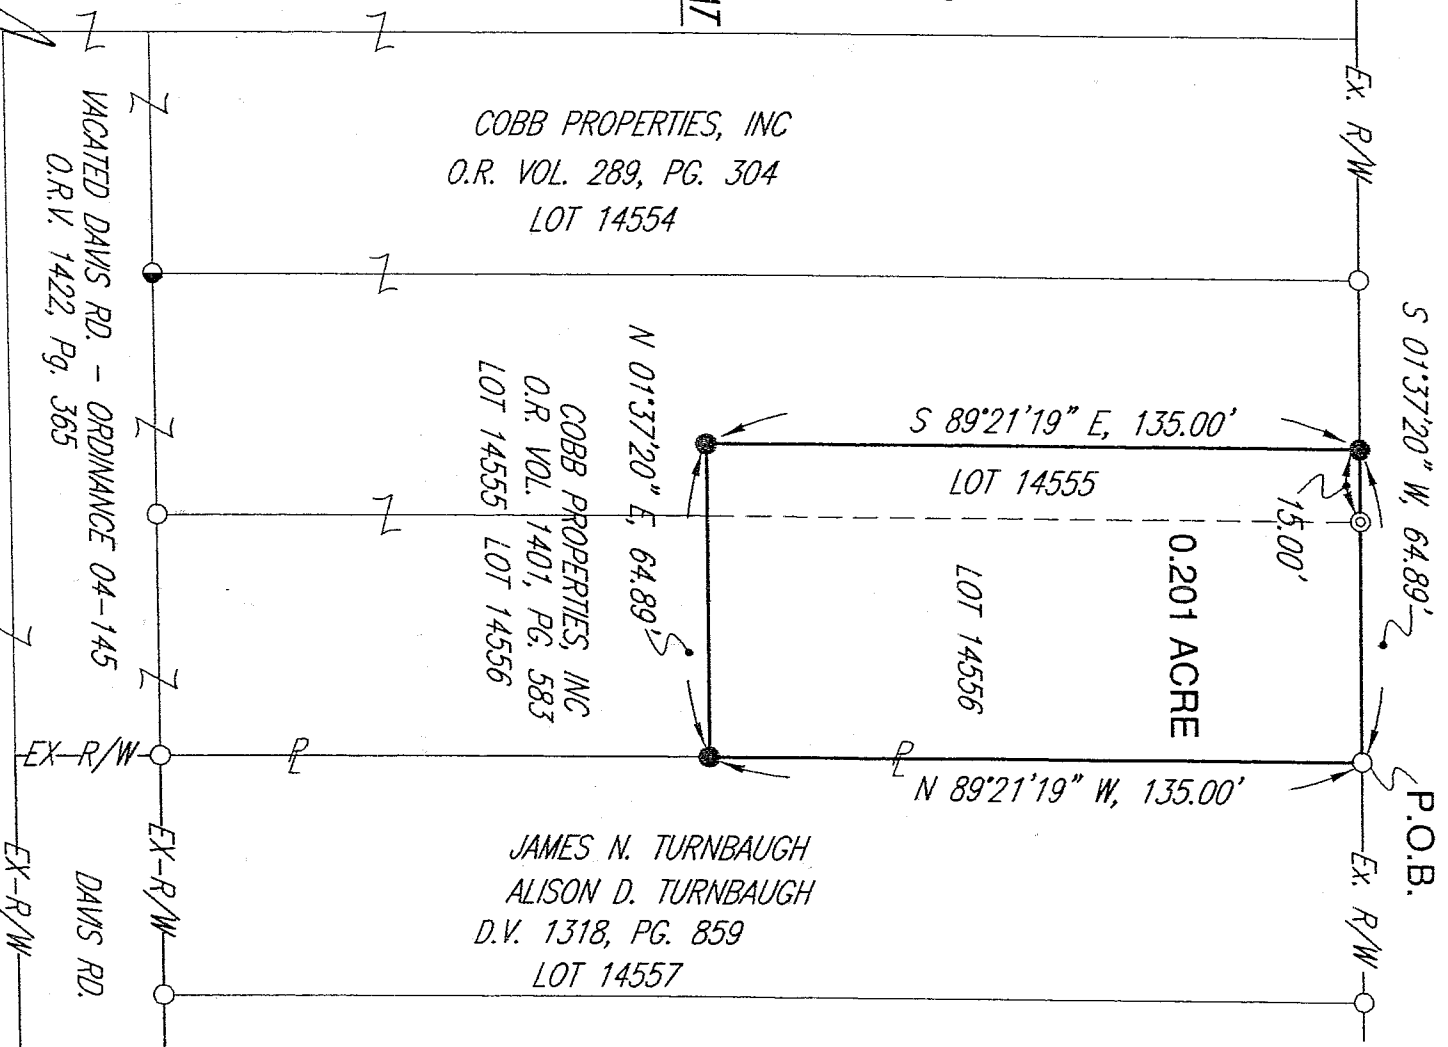 17
Ex. R/W
COBB PROPERTIES, INC
O.R. VOL. 289, PG. 304
LOT 14554
VACATED DAVIS RD. - ORDINANCE 04-145
O.R.V. 1422, Pg. 365
S 01°37'20" W, 64.89'
S 89°21'19" E, 135.00'
LOT 14555
15.00'
N 01°37'20" E, 64.89'
COBB PROPERTIES, INC
O.R. VOL. 1401, PG. 583
LOT 14555 LOT 14556
LOT 14556
0.201 ACRE
PL
PL
N 89°21'19" W, 135.00'
P.O.B.
EX-R/W
EX-R/W
EX-R/W
DAVIS RD.
Ex. R/W
JAMES N. TURNBAUGH
ALISON D. TURNBAUGH
D.V. 1318, PG. 859
LOT 14557